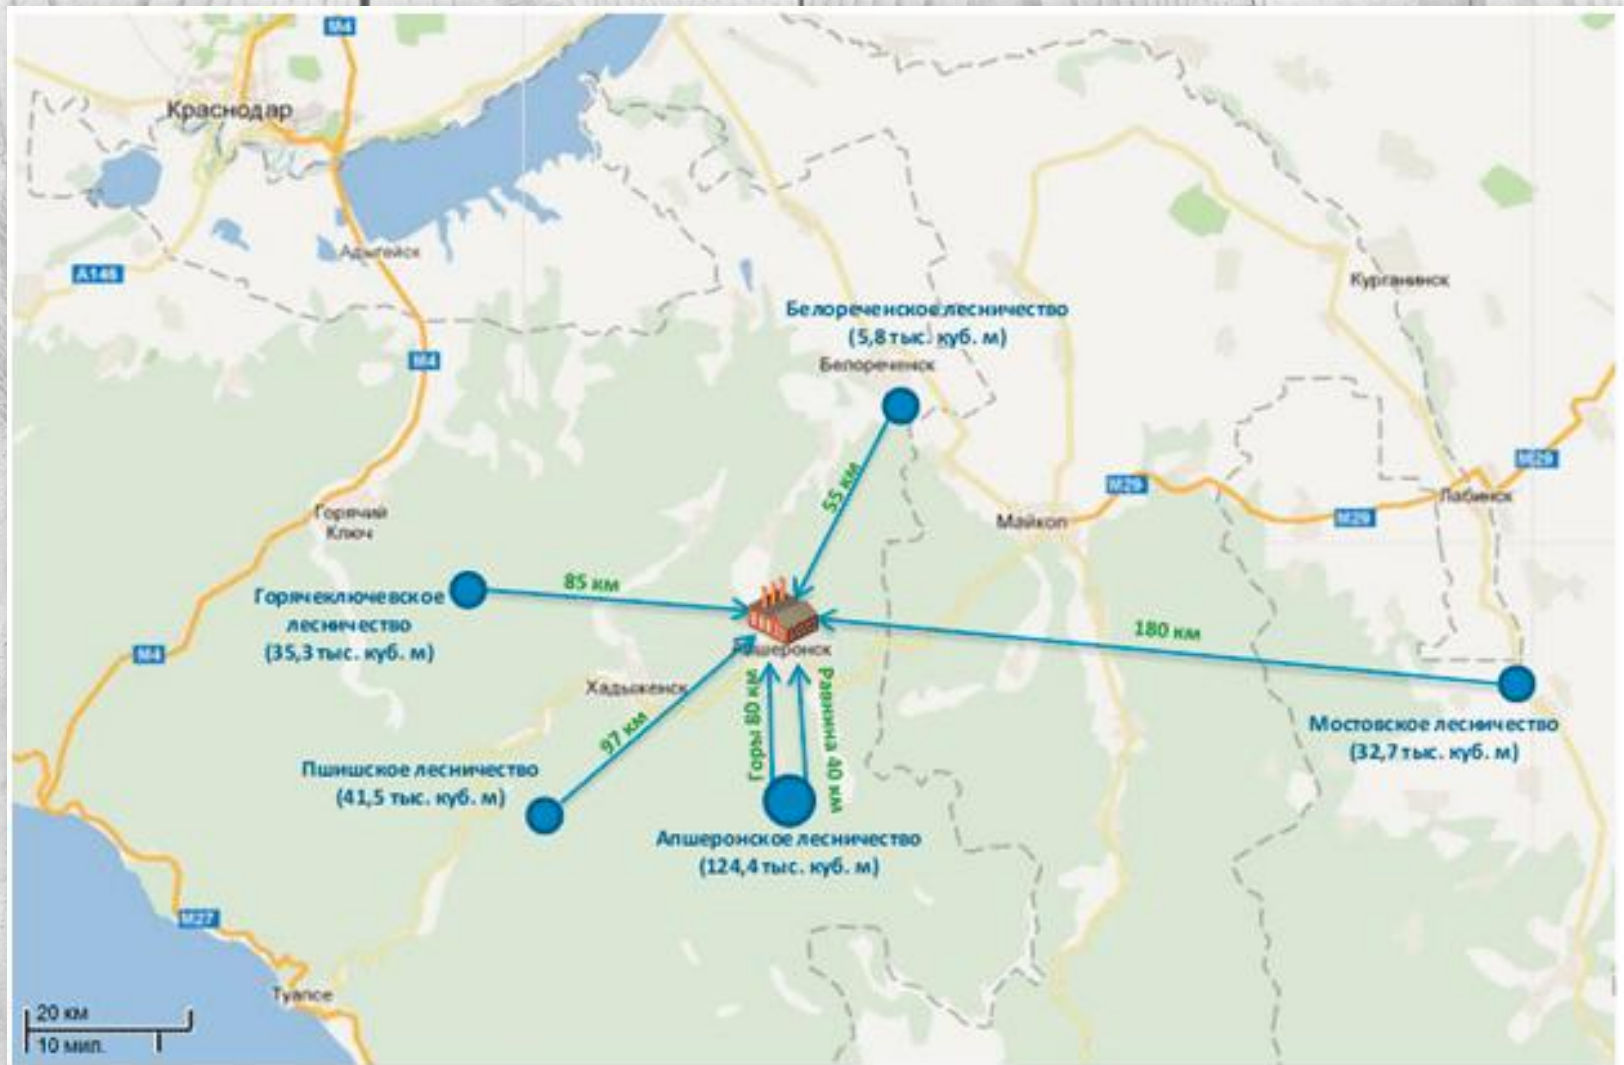 М4
Краснодар
Адыгейск
А146
Курганинск
Белореченское лесничество
(5,8 тыс. куб. м)
Белореченск
М4
55 км
М29
М29
Лабинск
М29
Майкоп
Горячий
Ключ
85 км
Горячеключевское
лесничество
(35,3 тыс. куб. м)
180 км
М4
Апшеронск
Хадыженск
97 км
Горы 80 км
Равнина 40 км
Мостовское лесничество
(32,7 тыс. куб. м)
Пшишское лесничество
(41,5 тыс. куб. м)
Апшеронское лесничество
(124,4 тыс. куб. м)
М27
Туапсе
20 км
10 мил.